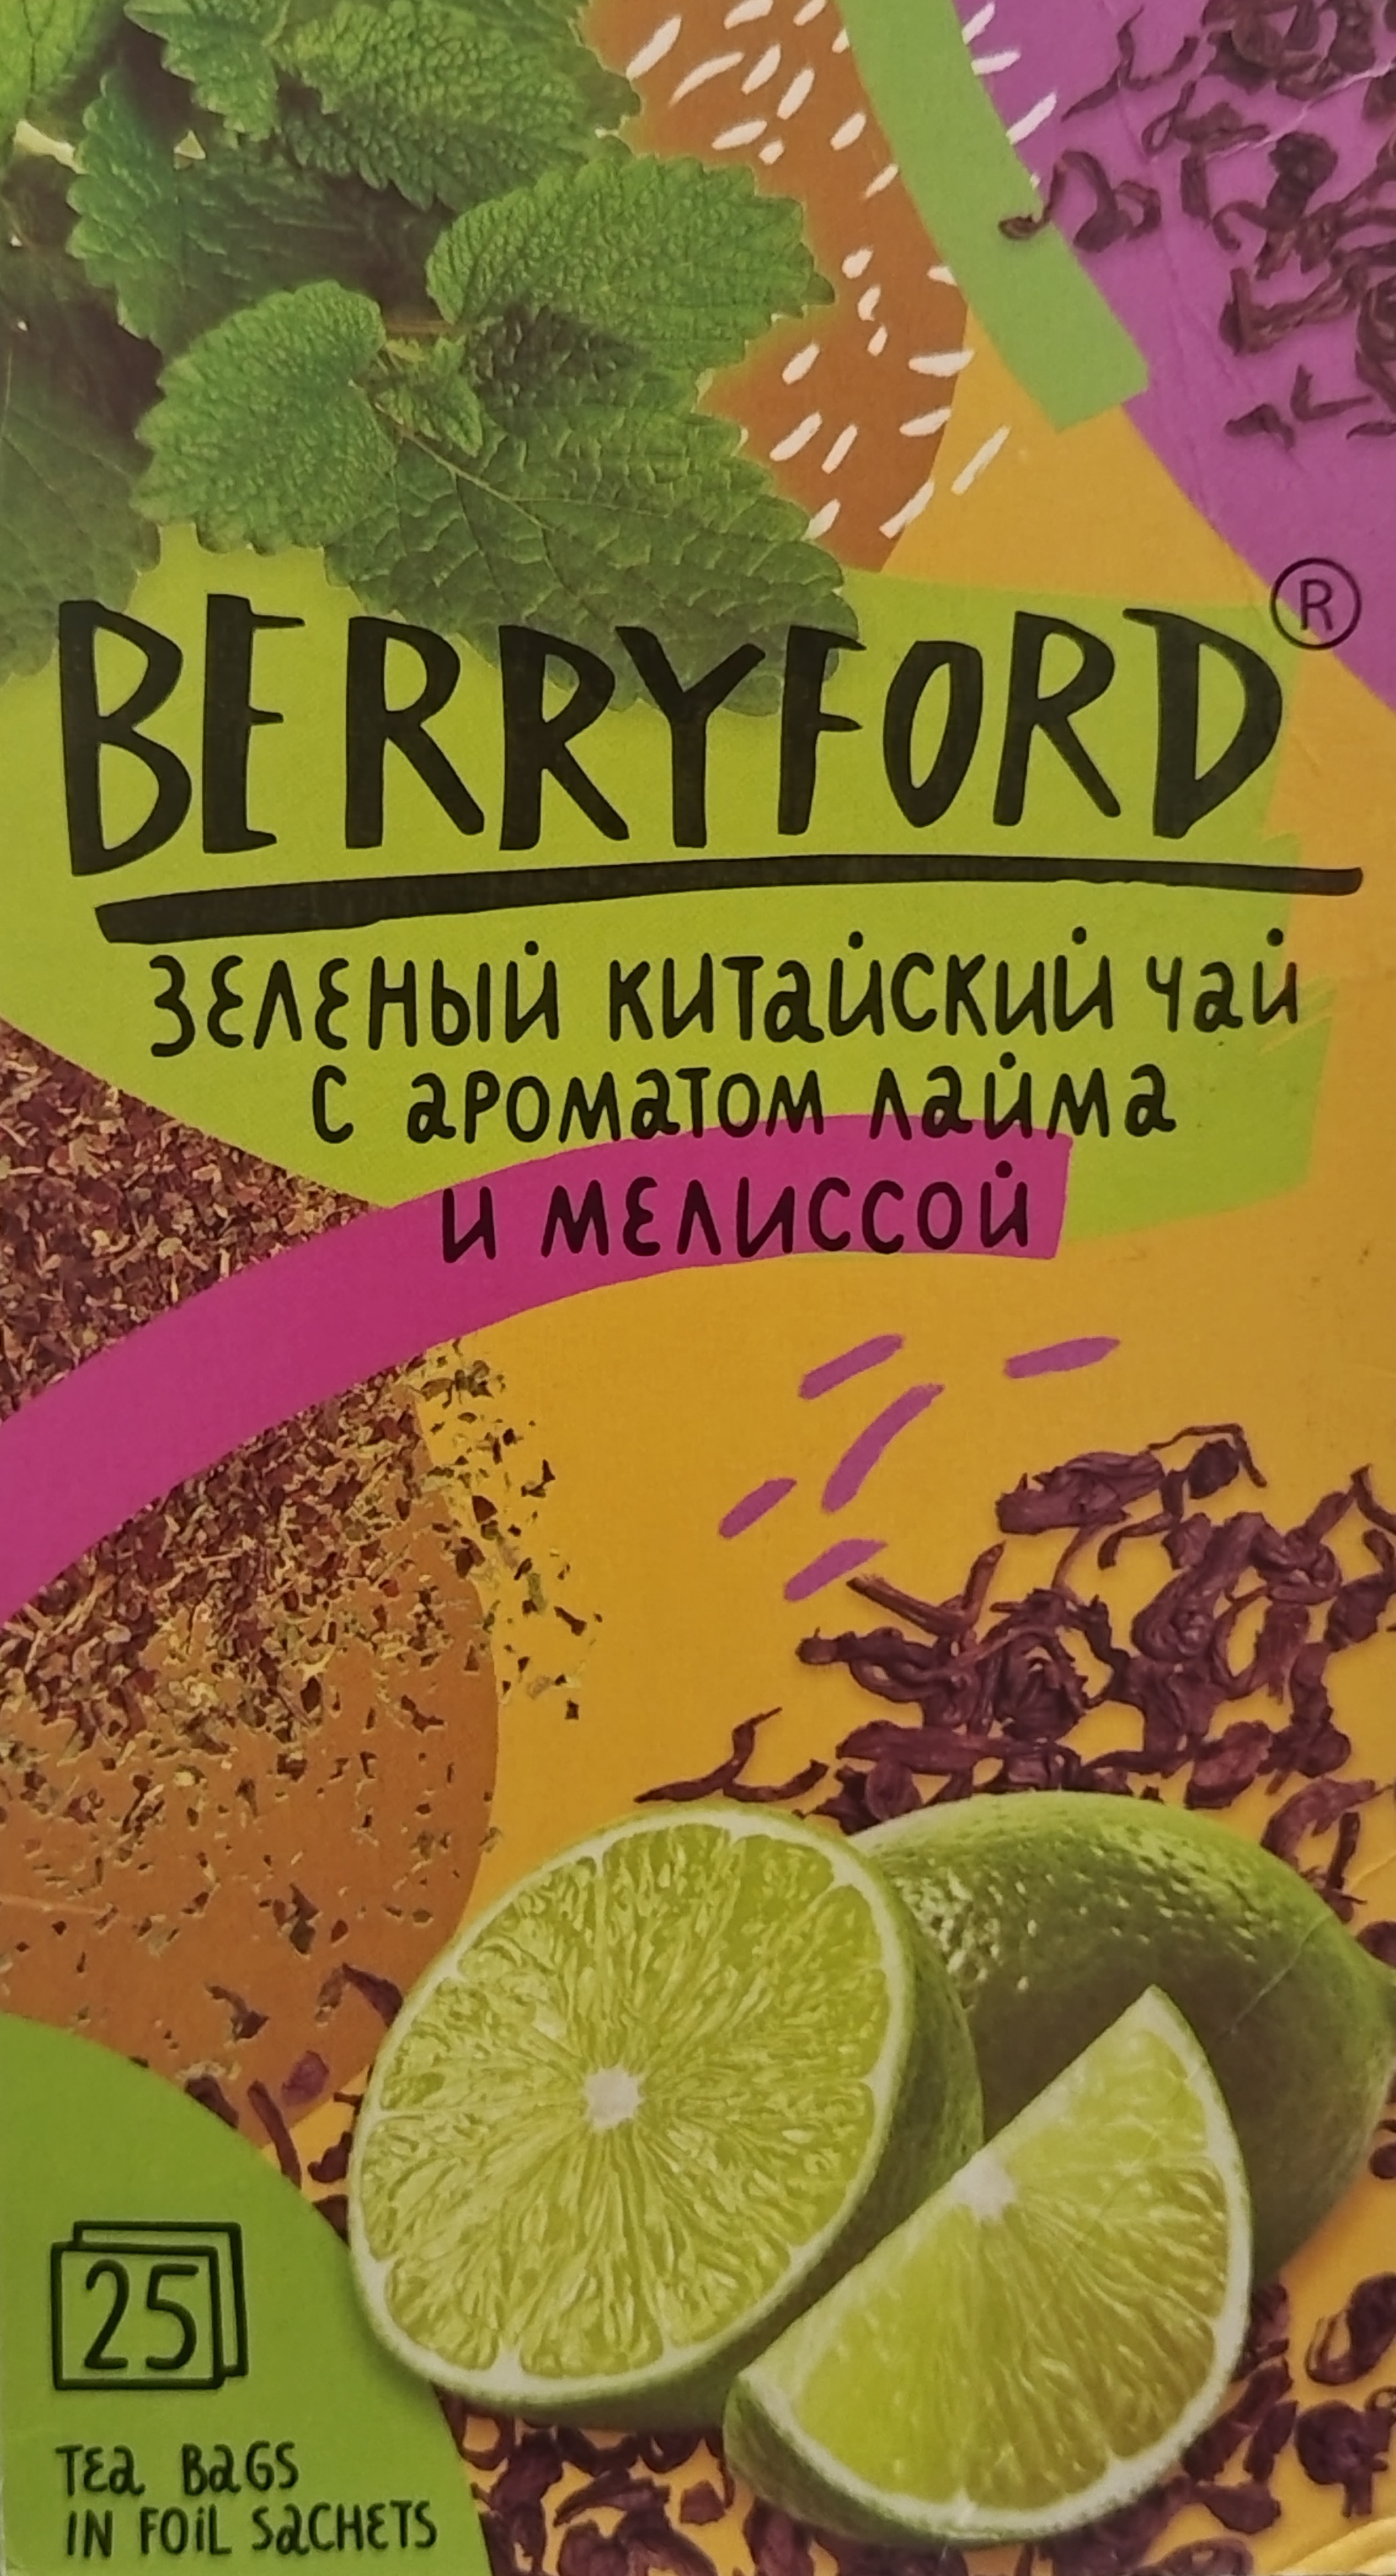 BERRYFORD®
зеленый китайский чай
с ароматом лайма
и мелиссой
25
TEA BAGS
IN FOIL SACHETS